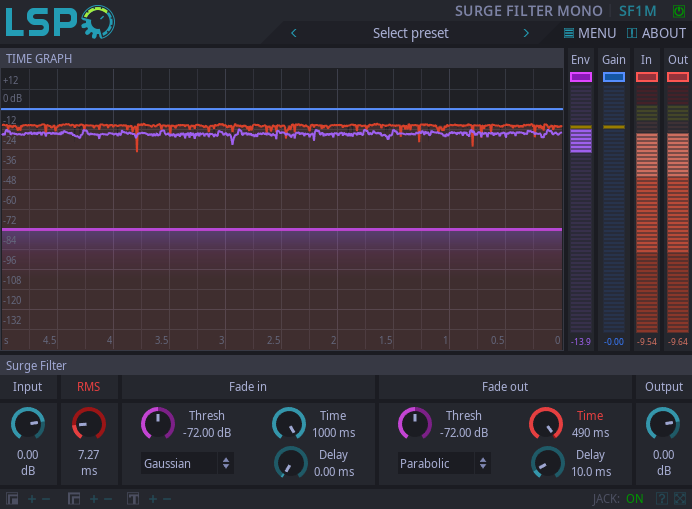 LSP
SURGE FILTER MONO SF1M
Select preset
MENU ABOUT
TIME GRAPH
Env Gain In Out
+12
0 dB
-12
-24
-36
-48
-60
-72
-84
-96
-108
-120
-132
s 4.5 4 3.5 3 2.5 2 1.5 1 0.5 0
-13.9 -0.00 -9.54 -9.64
Surge Filter
Input RMS Fade in Fade out Output
Thresh
-72.00 dB
Time
1000 ms
Thresh
-72.00 dB
Time
490 ms
0.00
dB
7.27
ms
Gaussian
Delay
0.00 ms
Parabolic
Delay
10.0 ms
0.00
dB
JACK: ON